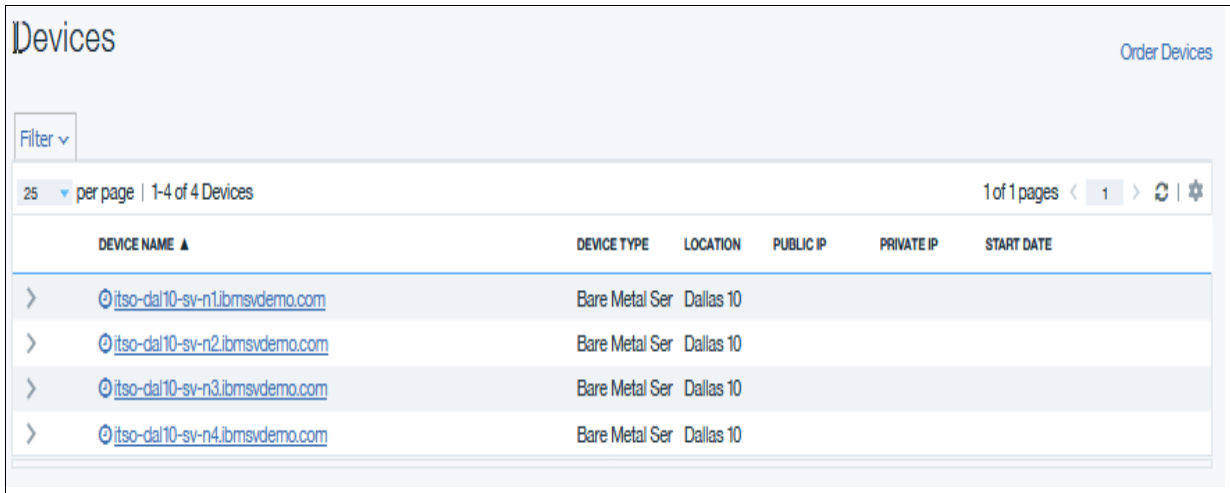 Devices
Order Devices
Filter
25 per page | 1-4 of 4 Devices 1 of 1 pages 1
DEVICE NAME ▲ DEVICE TYPE LOCATION PUBLIC IP PRIVATE IP START DATE
itso-dal10-sv-n1.ibmsvdemo.com Bare Metal Ser Dallas 10
itso-dal10-sv-n2.ibmsvdemo.com Bare Metal Ser Dallas 10
itso-dal10-sv-n3.ibmsvdemo.com Bare Metal Ser Dallas 10
itso-dal10-sv-n4.ibmsvdemo.com Bare Metal Ser Dallas 10